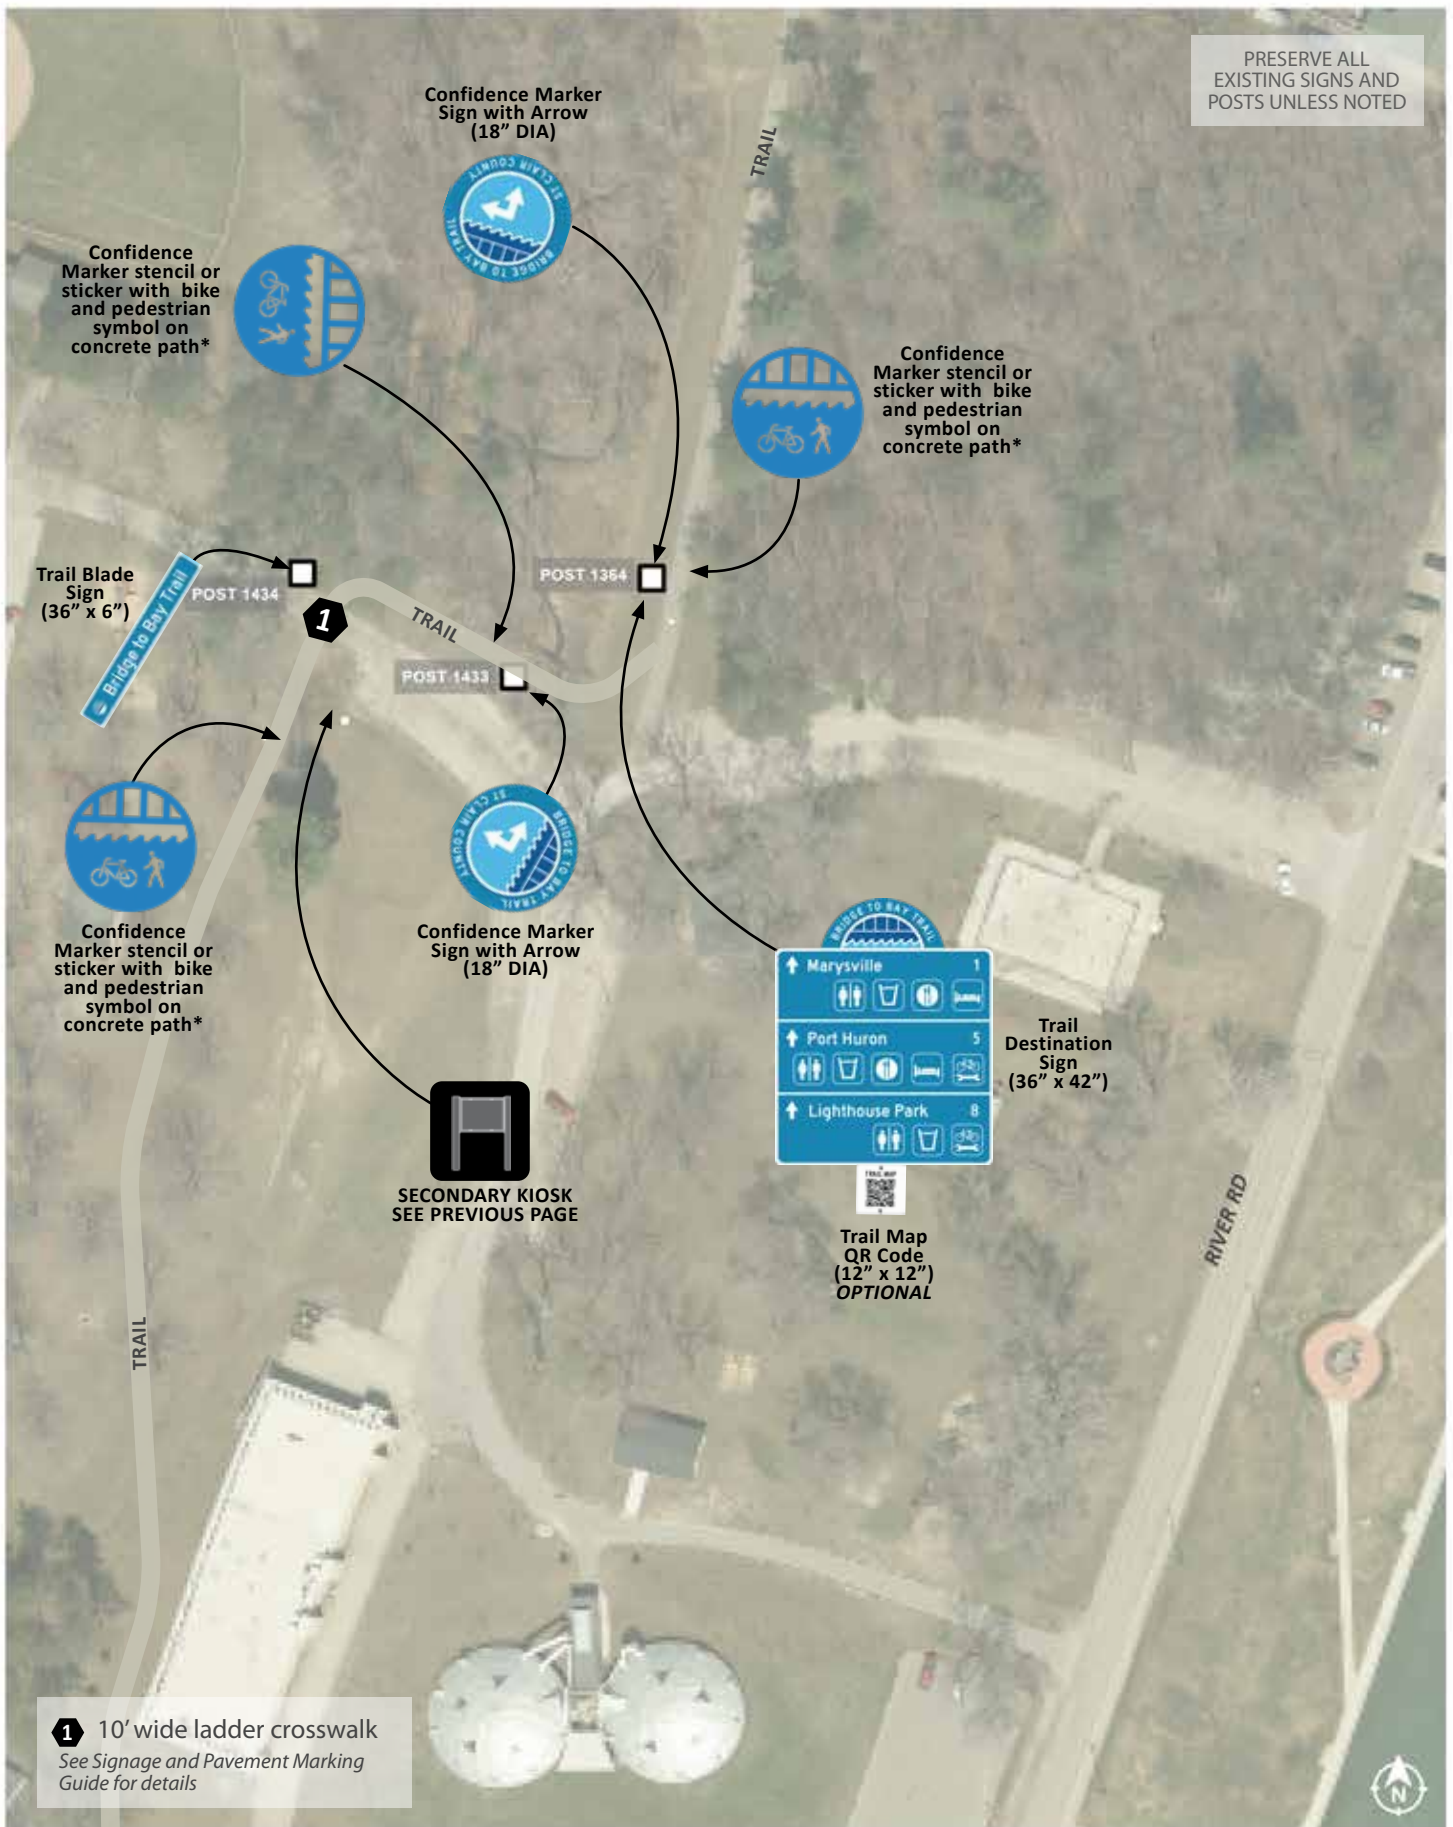 PRESERVE ALL
EXISTING SIGNS AND
POSTS UNLESS NOTED
Confidence Marker
Sign with Arrow
(18” DIA)
ST CLAIR COUNTY
BRIDGE TO BAY TRAIL
TRAIL
Confidence
Marker stencil or
sticker with bike
and pedestrian
symbol on
concrete path*
Confidence
Marker stencil or
sticker with bike
and pedestrian
symbol on
concrete path*
Trail Blade
Sign
(36” x 6”)
Bridge to Bay Trail
POST 1434
1
TRAIL
POST 1364
POST 1433
ST CLAIR COUNTY
BRIDGE TO BAY TRAIL
Confidence Marker
Sign with Arrow
(18” DIA)
Confidence
Marker stencil or
sticker with bike
and pedestrian
symbol on
concrete path*
BRIDGE TO BAY TRAIL
Marysville 1
Port Huron 5
Lighthouse Park 8
Trail
Destination
Sign
(36” x 42”)
TRAIL MAP
Trail Map
QR Code
(12” x 12”)
OPTIONAL
SECONDARY KIOSK
SEE PREVIOUS PAGE
RIVER RD
TRAIL
1 10’ wide ladder crosswalk
See Signage and Pavement Marking
Guide for details
N